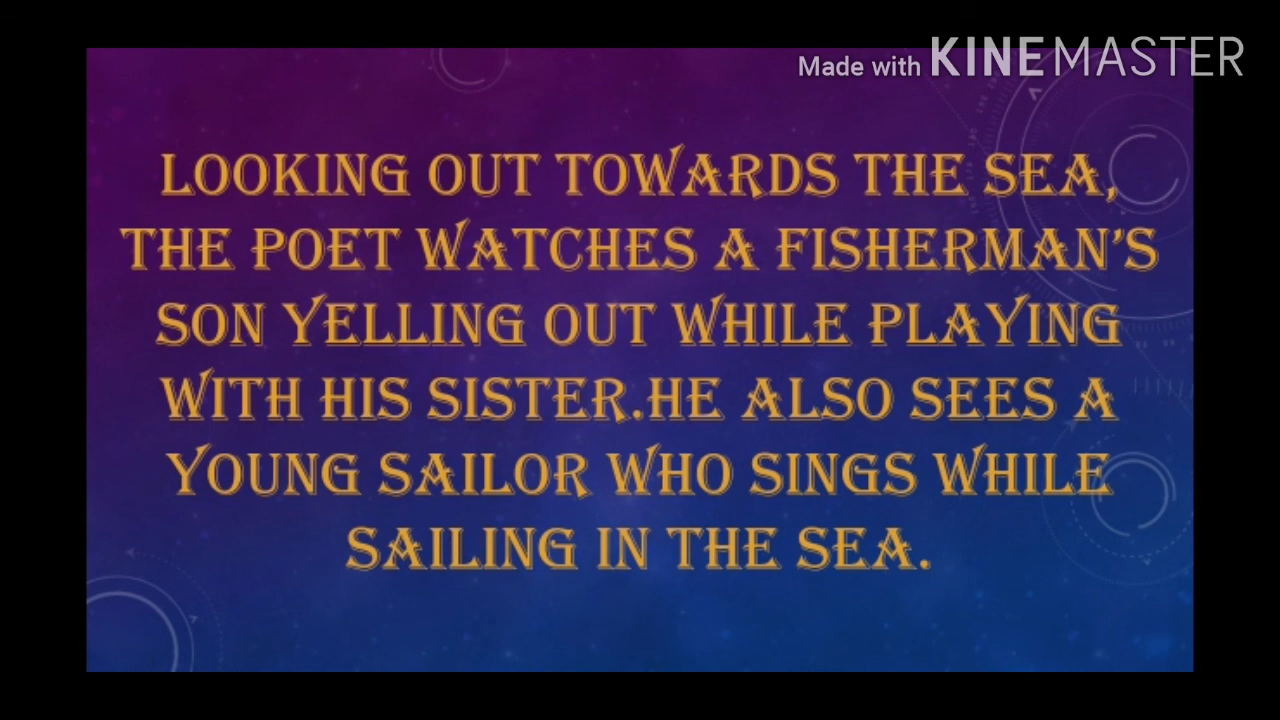 Made with KINEMASTER
LOOKING OUT TOWARDS THE SEA,
THE POET WATCHES A FISHERMAN'S
SON YELLING OUT WHILE PLAYING
WITH HIS SISTER.HE ALSO SEES A
YOUNG SAILOR WHO SINGS WHILE
SAILING IN THE SEA.